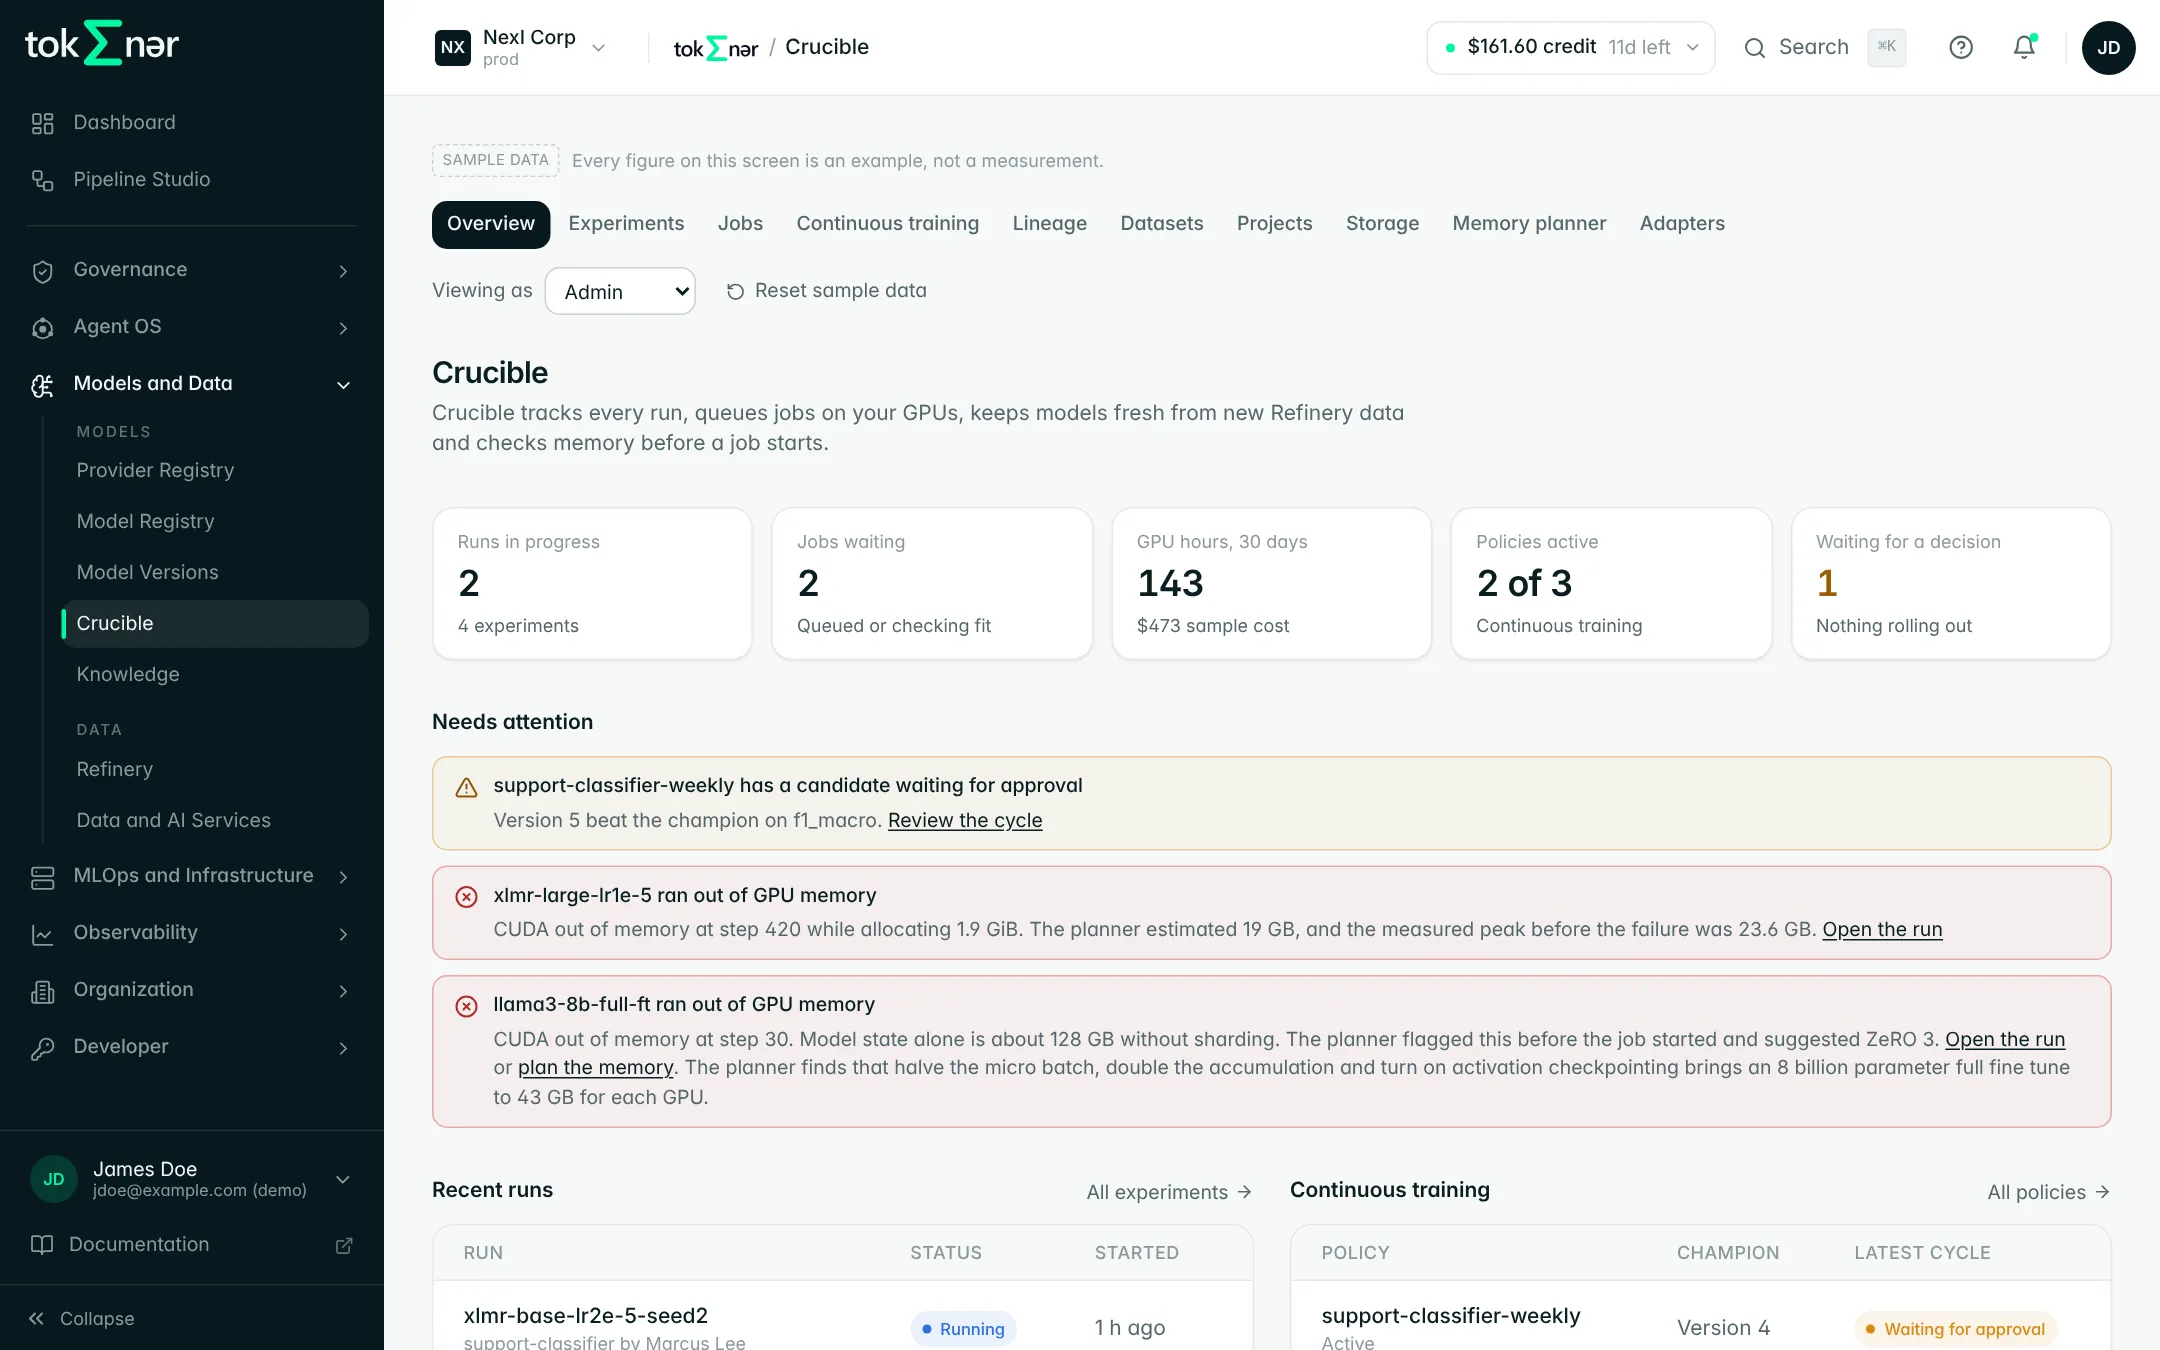 tokΣnər
Dashboard
Pipeline Studio
Governance
Agent OS
Models and Data
MODELS
Provider Registry
Model Registry
Model Versions
Crucible
Knowledge
DATA
Refinery
Data and AI Services
MLOps and Infrastructure
Observability
Organization
Developer
JD
James Doe
jdoe@example.com (demo)
Documentation
Collapse
NX
Nexl Corp
prod
tokΣnər / Crucible
$161.60 credit 11d left
Search ⌘K
JD
SAMPLE DATA Every figure on this screen is an example, not a measurement.
Overview Experiments Jobs Continuous training Lineage Datasets Projects Storage Memory planner Adapters
Viewing as Admin Reset sample data
Crucible
Crucible tracks every run, queues jobs on your GPUs, keeps models fresh from new Refinery data
and checks memory before a job starts.
Runs in progress
2
4 experiments
Jobs waiting
2
Queued or checking fit
GPU hours, 30 days
143
$473 sample cost
Policies active
2 of 3
Continuous training
Waiting for a decision
1
Nothing rolling out
Needs attention
support-classifier-weekly has a candidate waiting for approval
Version 5 beat the champion on f1_macro. Review the cycle
xlmr-large-lr1e-5 ran out of GPU memory
CUDA out of memory at step 420 while allocating 1.9 GiB. The planner estimated 19 GB, and the measured peak before the failure was 23.6 GB. Open the run
llama3-8b-full-ft ran out of GPU memory
CUDA out of memory at step 30. Model state alone is about 128 GB without sharding. The planner flagged this before the job started and suggested ZeRO 3. Open the run
or plan the memory. The planner finds that halve the micro batch, double the accumulation and turn on activation checkpointing brings an 8 billion parameter full fine tune
to 43 GB for each GPU.
Recent runs All experiments →
RUN STATUS STARTED
xlmr-base-lr2e-5-seed2 Running 1 h ago
support-classifier by Marcus Lee
Continuous training All policies →
POLICY CHAMPION LATEST CYCLE
support-classifier-weekly Version 4 Waiting for approval
Active